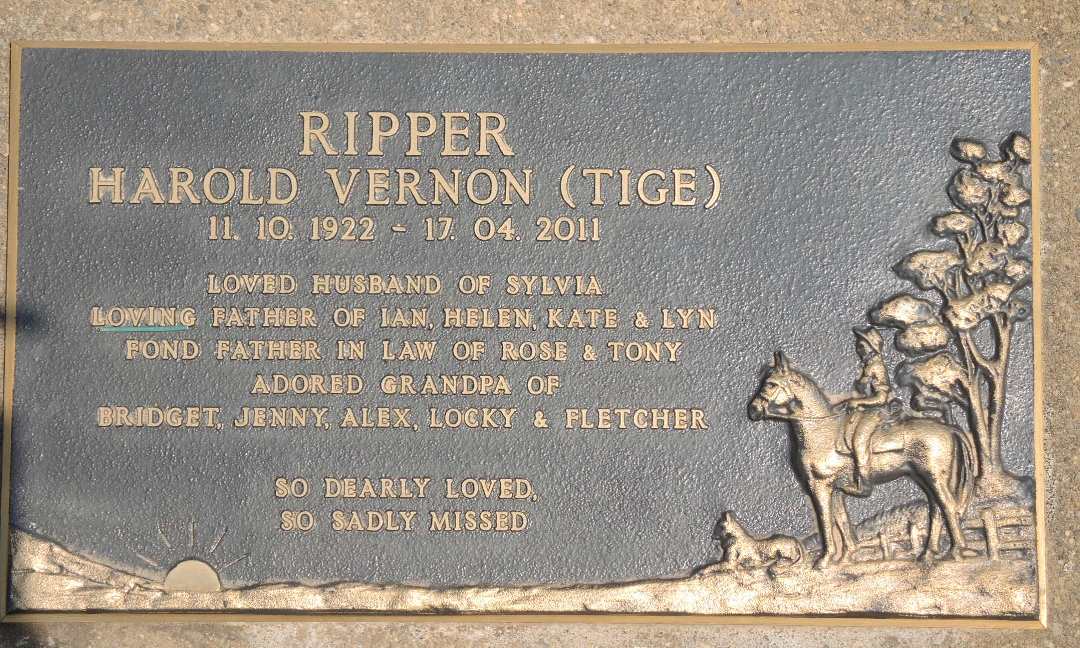 RIPPER
HAROLD VERNON (TIGE)
11. 10. 1922 - 17. 04. 2011
LOVED HUSBAND OF SYLVIA
LOVING FATHER OF IAN, HELEN, KATE & LYN
FOND FATHER IN LAW OF ROSE & TONY
ADORED GRANDPA OF
BRIDGET, JENNY, ALEX, LOCKY & FLETCHER
SO DEARLY LOVED,
SO SADLY MISSED